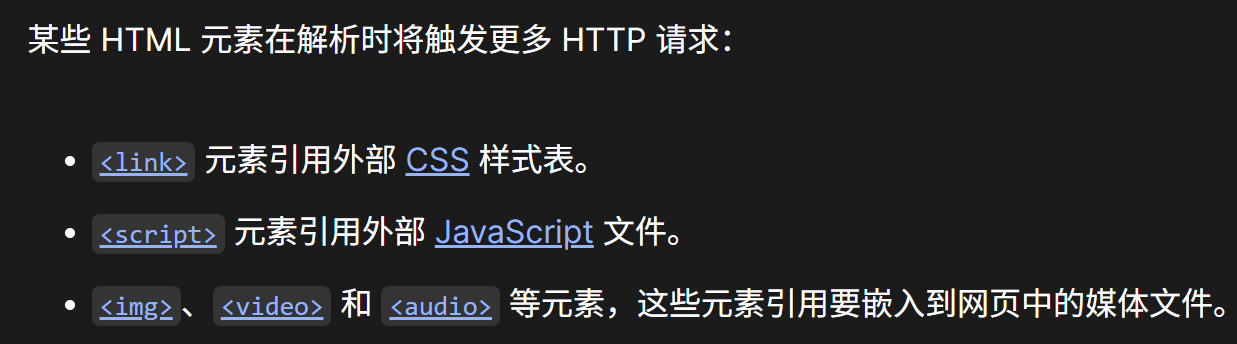 某些 HTML 元素在解析时将触发更多 HTTP 请求：
<link> 元素引用外部 CSS 样式表。
<script> 元素引用外部 JavaScript 文件。
<img>、<video> 和 <audio> 等元素，这些元素引用要嵌入到网页中的媒体文件。